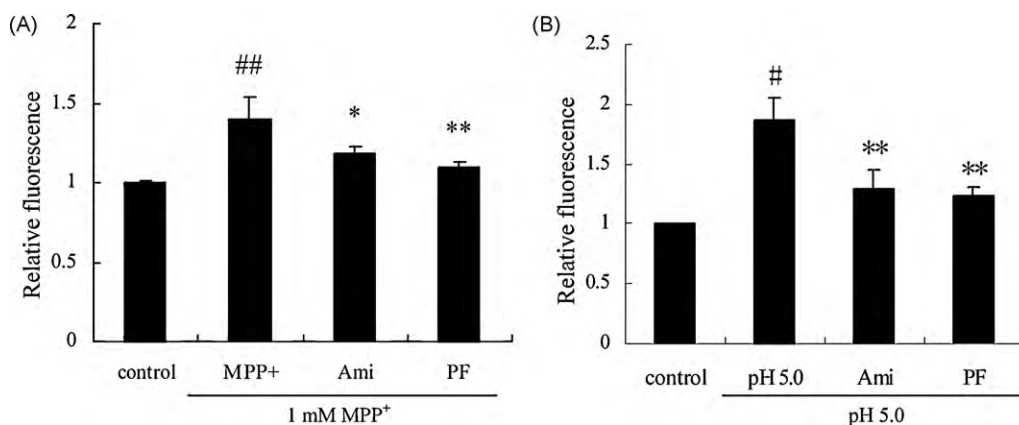 (A)
Relative fluorescence
2
1.5
1
0.5
0
##
*
**
control MPP+ Ami PF
1 mM MPP⁺
(B)
Relative fluorescence
2.5
2
1.5
1
0.5
0
#
**
**
control pH 5.0 Ami PF
pH 5.0